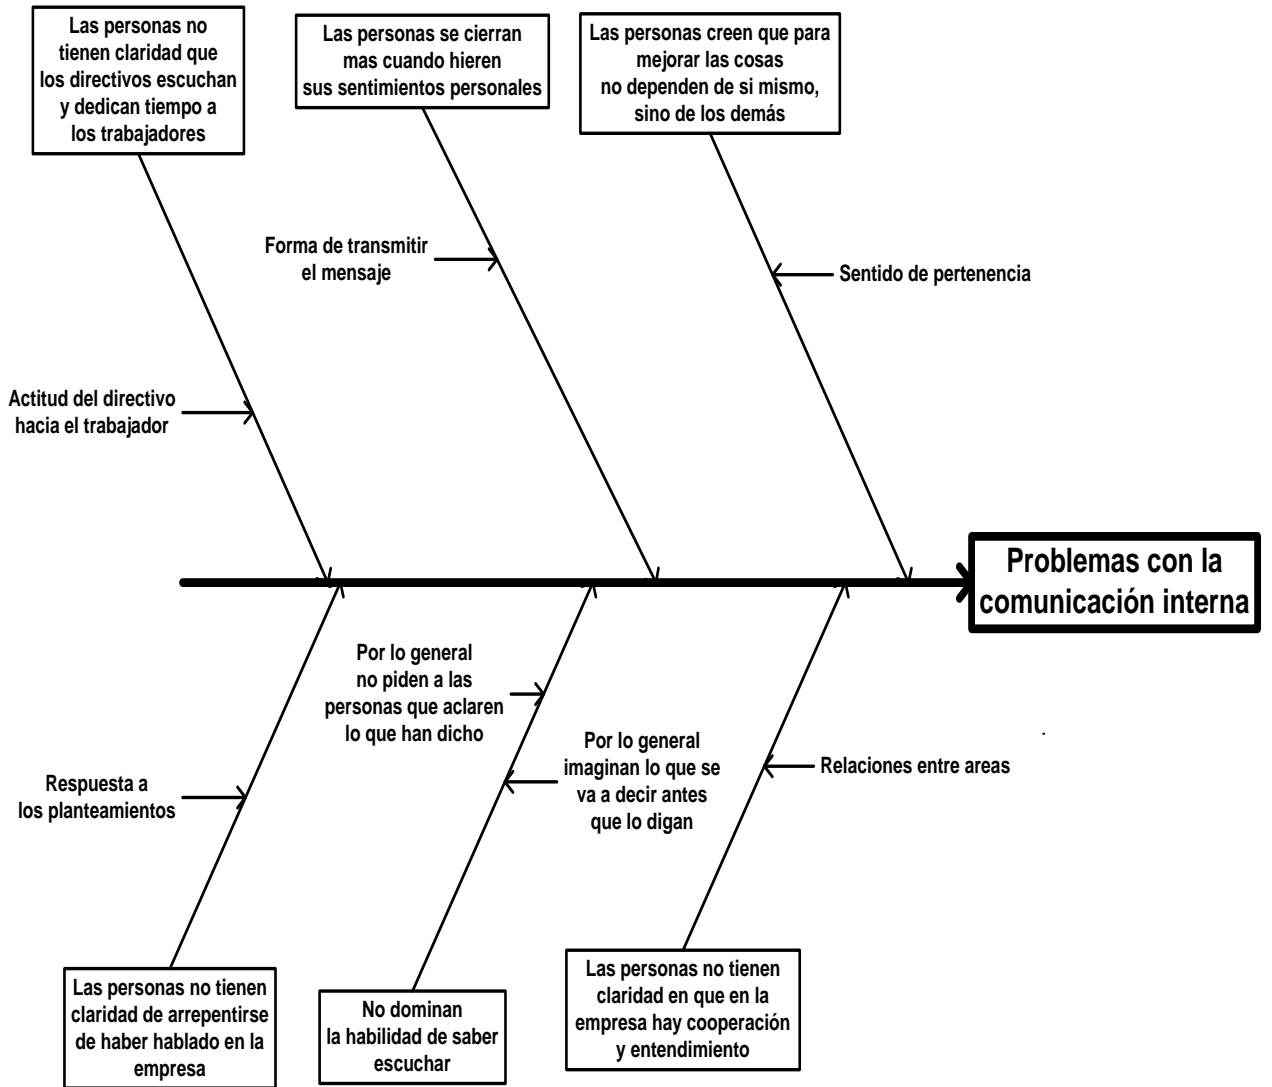 Las personas no
tienen claridad que
los directivos escuchan
y dedican tiempo a
los trabajadores
Las personas se cierran
mas cuando hieren
sus sentimientos personales
Las personas creen que para
mejorar las cosas
no dependen de si mismo,
sino de los demás
Forma de transmitir
el mensaje
Sentido de pertenencia
Actitud del directivo
hacia el trabajador
Problemas con la
comunicación interna
Por lo general
no piden a las
personas que aclaren
lo que han dicho
Por lo general
imaginan lo que se
va a decir antes
que lo digan
Relaciones entre areas
Respuesta a
los planteamientos
Las personas no tienen
claridad de arrepentirse
de haber hablado en la
empresa
No dominan
la habilidad de saber
escuchar
Las personas no tienen
claridad en que en la
empresa hay cooperación
y entendimiento